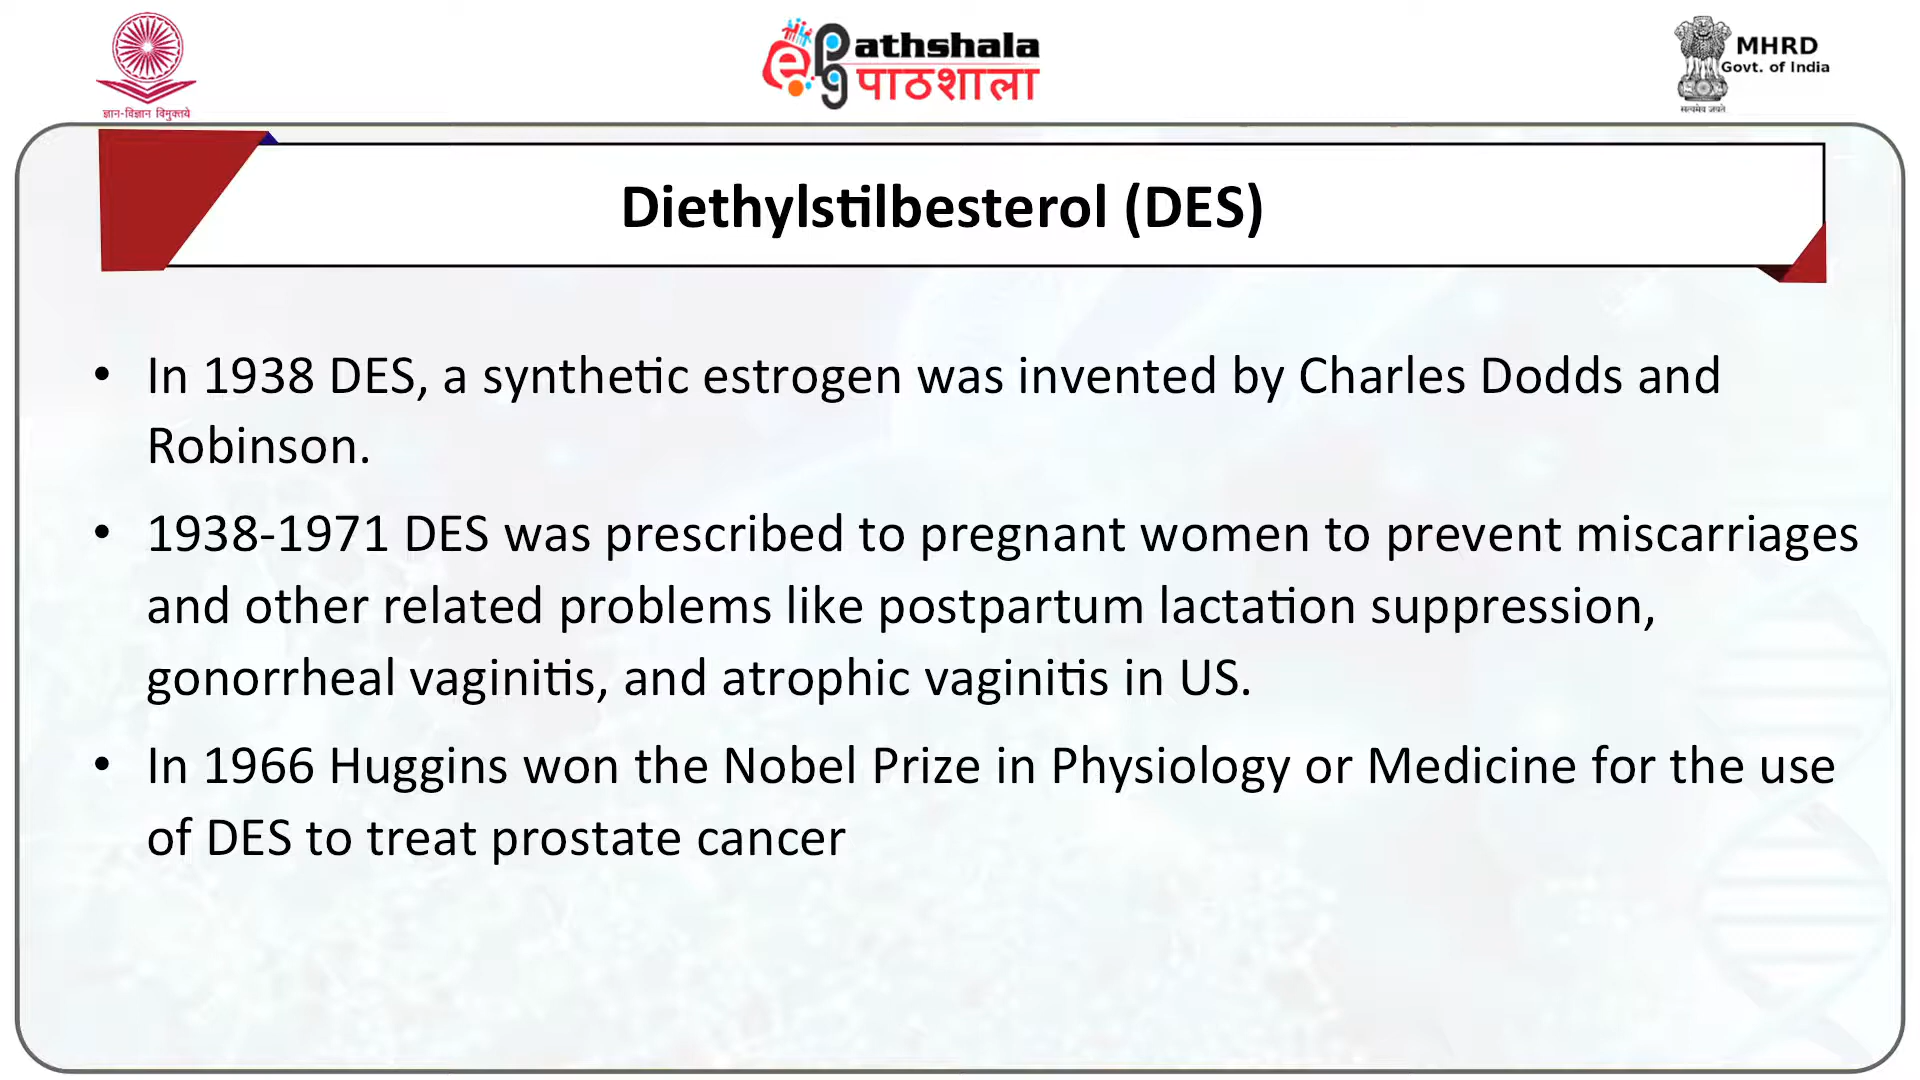 ज्ञान-विज्ञान विमुक्तये
ePG Pathshala
पाठशाला
MHRD
Govt. of India
सत्यमेव जयते
Diethylstilbesterol (DES)
• In 1938 DES, a synthetic estrogen was invented by Charles Dodds and
Robinson.
• 1938-1971 DES was prescribed to pregnant women to prevent miscarriages
and other related problems like postpartum lactation suppression,
gonorrheal vaginitis, and atrophic vaginitis in US.
• In 1966 Huggins won the Nobel Prize in Physiology or Medicine for the use
of DES to treat prostate cancer